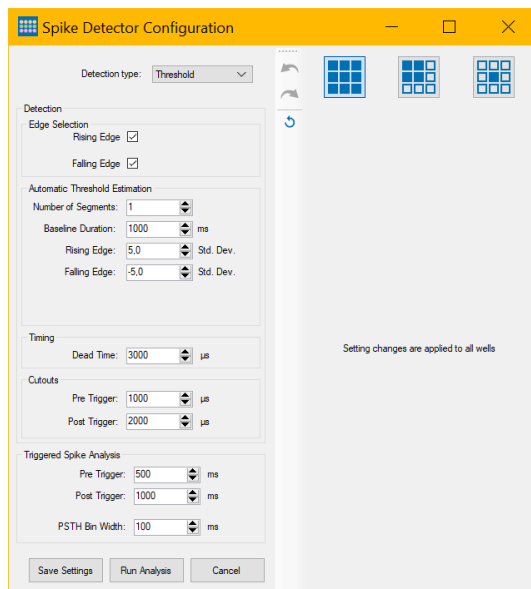 Spike Detector Configuration
Detection type: Threshold
Detection
Edge Selection
Rising Edge
Falling Edge
Automatic Threshold Estimation
Number of Segments: 1
Baseline Duration: 1000 ms
Rising Edge: 5,0 Std. Dev.
Falling Edge: -5,0 Std. Dev.
Timing
Dead Time: 3000 µs
Cutouts
Pre Trigger: 1000 µs
Post Trigger: 2000 µs
Triggered Spike Analysis
Pre Trigger: 500 ms
Post Trigger: 1000 ms
PSTH Bin Width: 100 ms
Save Settings Run Analysis Cancel
Setting changes are applied to all wells